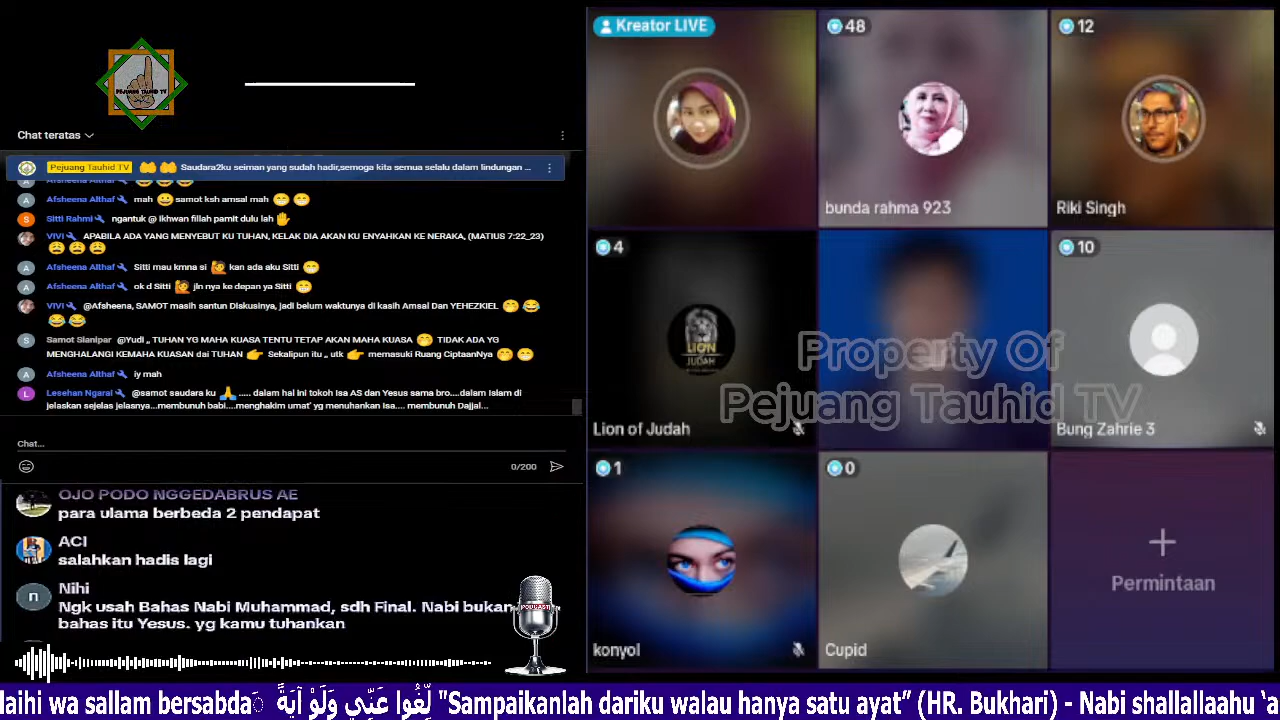 PEJUANG TAUHID TV
Chat teratas
Pejuang Tauhid TV 🤲 🤲 Saudara2ku seiman yang sudah hadir,semoga kita semua selalu dalam lindungan ...
Afsheena Althaf
A Afsheena Althaf mah 😀 samot ksh amsal mah 😁 😁
S Sitti Rahmi ngantuk @ Ikhwan fillah pamit dulu lah ✋
VIVI APABILA ADA YANG MENYEBUT KU TUHAN, KELAK DIA AKAN KU ENYAHKAN KE NERAKA, (MATIUS 7:22_23)
😩 😩 😩
A Afsheena Althaf Sitti mau kmna si 🙋 kan ada aku Sitti 😁
A Afsheena Althaf ok d Sitti 🙋 jln nya ke depan ya Sitti 😁
VIVI @Afsheena, SAMOT masih santun Diskusinya, jadi belum waktunya di kasih Amsal Dan YEHEZKIEL 🤭 😂
😂 😂
S Samot Sianipar @Yudi ,, TUHAN YG MAHA KUASA TENTU TETAP AKAN MAHA KUASA 🤭 TIDAK ADA YG
MENGHALANGI KEMAHA KUASAN dai TUHAN 👉 Sekalipun itu ,, utk 👉 memasuki Ruang CiptaanNya 🤭 😁
A Afsheena Althaf iy mah
L Lesehan Ngaral @samot saudara ku 🙏 ..... dalam hal ini tokoh Isa AS dan Yesus sama bro....dalam Islam di
jelaskan sejelas jelasnya...membunuh babi....menghakim umat' yg menuhankan Isa.... membunuh Dajjal...
Chat...
0/200
OJO PODO NGGEDABRUS AE
para ulama berbeda 2 pendapat
ACI
salahkan hadis lagi
n Nihi
Ngk usah Bahas Nabi Muhammad, sdh Final. Nabi bukan
bahas itu Yesus. yg kamu tuhankan
PODCAST
Kreator LIVE
48
bunda rahma 923
12
Riki Singh
4
LION
JUDAH
Lion of Judah
Property Of
Pejuang Tauhid TV
10
Bung Zahrie 3
1
konyol
0
Cupid
+
Permintaan
laihi wa sallam bersabda لِّغُوا عَنِّي وَلَوْ آيَةً "Sampaikanlah dariku walau hanya satu ayat” (HR. Bukhari) - Nabi shallallaahu ‘a